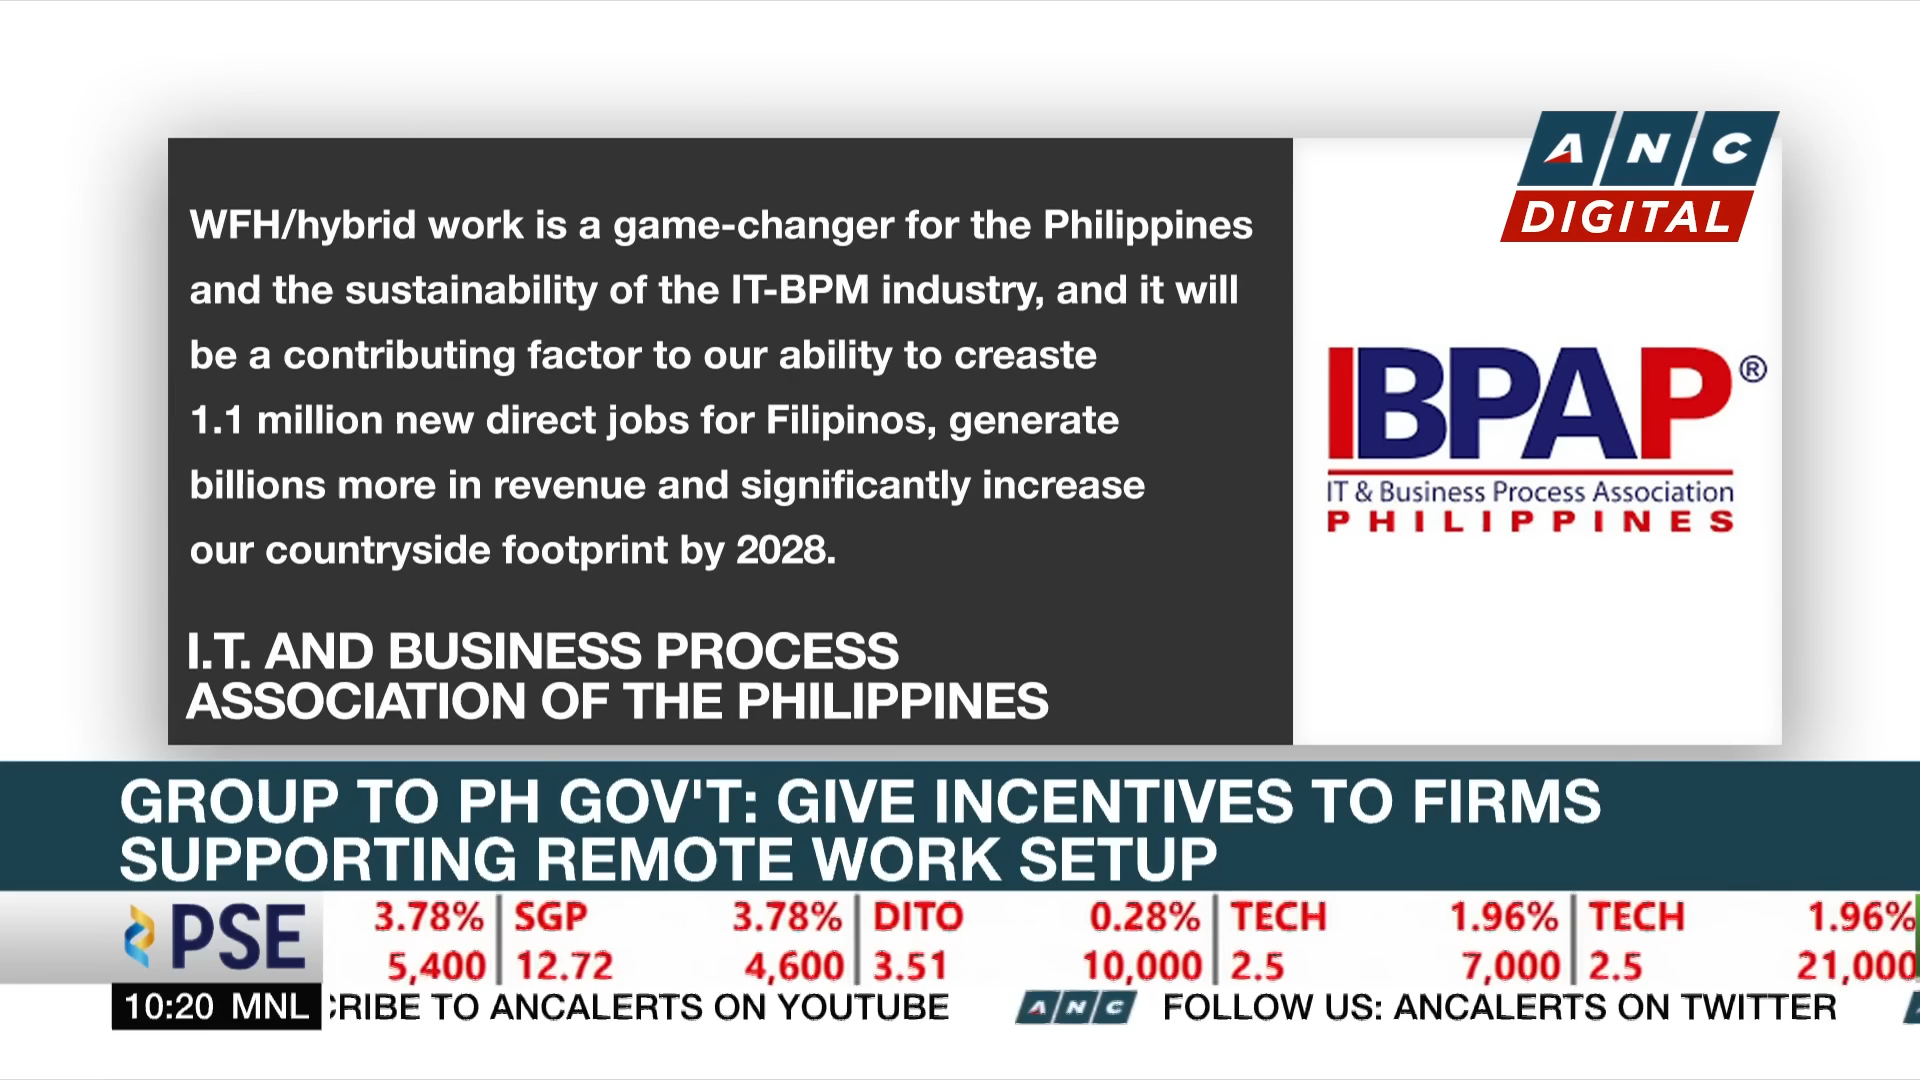 ANC
DIGITAL
WFH/hybrid work is a game-changer for the Philippines
and the sustainability of the IT-BPM industry, and it will
be a contributing factor to our ability to creaste
1.1 million new direct jobs for Filipinos, generate
billions more in revenue and significantly increase
our countryside footprint by 2028.
I.T. AND BUSINESS PROCESS
ASSOCIATION OF THE PHILIPPINES
IBPAP®
IT & Business Process Association
PHILIPPINES
GROUP TO PH GOV'T: GIVE INCENTIVES TO FIRMS
SUPPORTING REMOTE WORK SETUP
PSE
3.78% SGP 3.78% DITO 0.28% TECH 1.96% TECH 1.96%
5,400 12.72 4,600 3.51 10,000 2.5 7,000 2.5 21,000
10:20 MNL CRIBE TO ANCALERTS ON YOUTUBE ANC FOLLOW US: ANCALERTS ON TWITTER